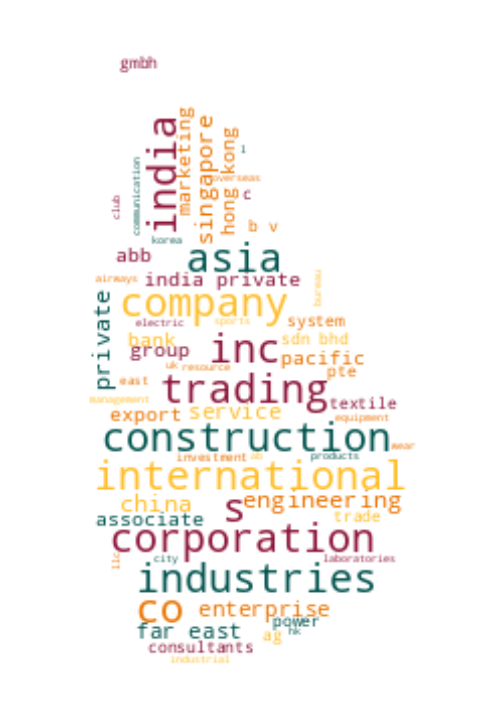 gmbh
india
marketing
singapore
hong kong
1
overseas
communication
club
c
b v
korea
abb
asia
airways
india private
bureau
private
company
electric
sports
system
bank
group
inc
sdn bhd
pacific
uk
resource
pte
east
trading
management
textile
export
service
equipment
construction
wear
investment
ab
products
international
china
s
engineering
associate
trade
corporation
llc
city
laboratories
industries
co
enterprise
far east
power
ag
hk
consultants
industrial